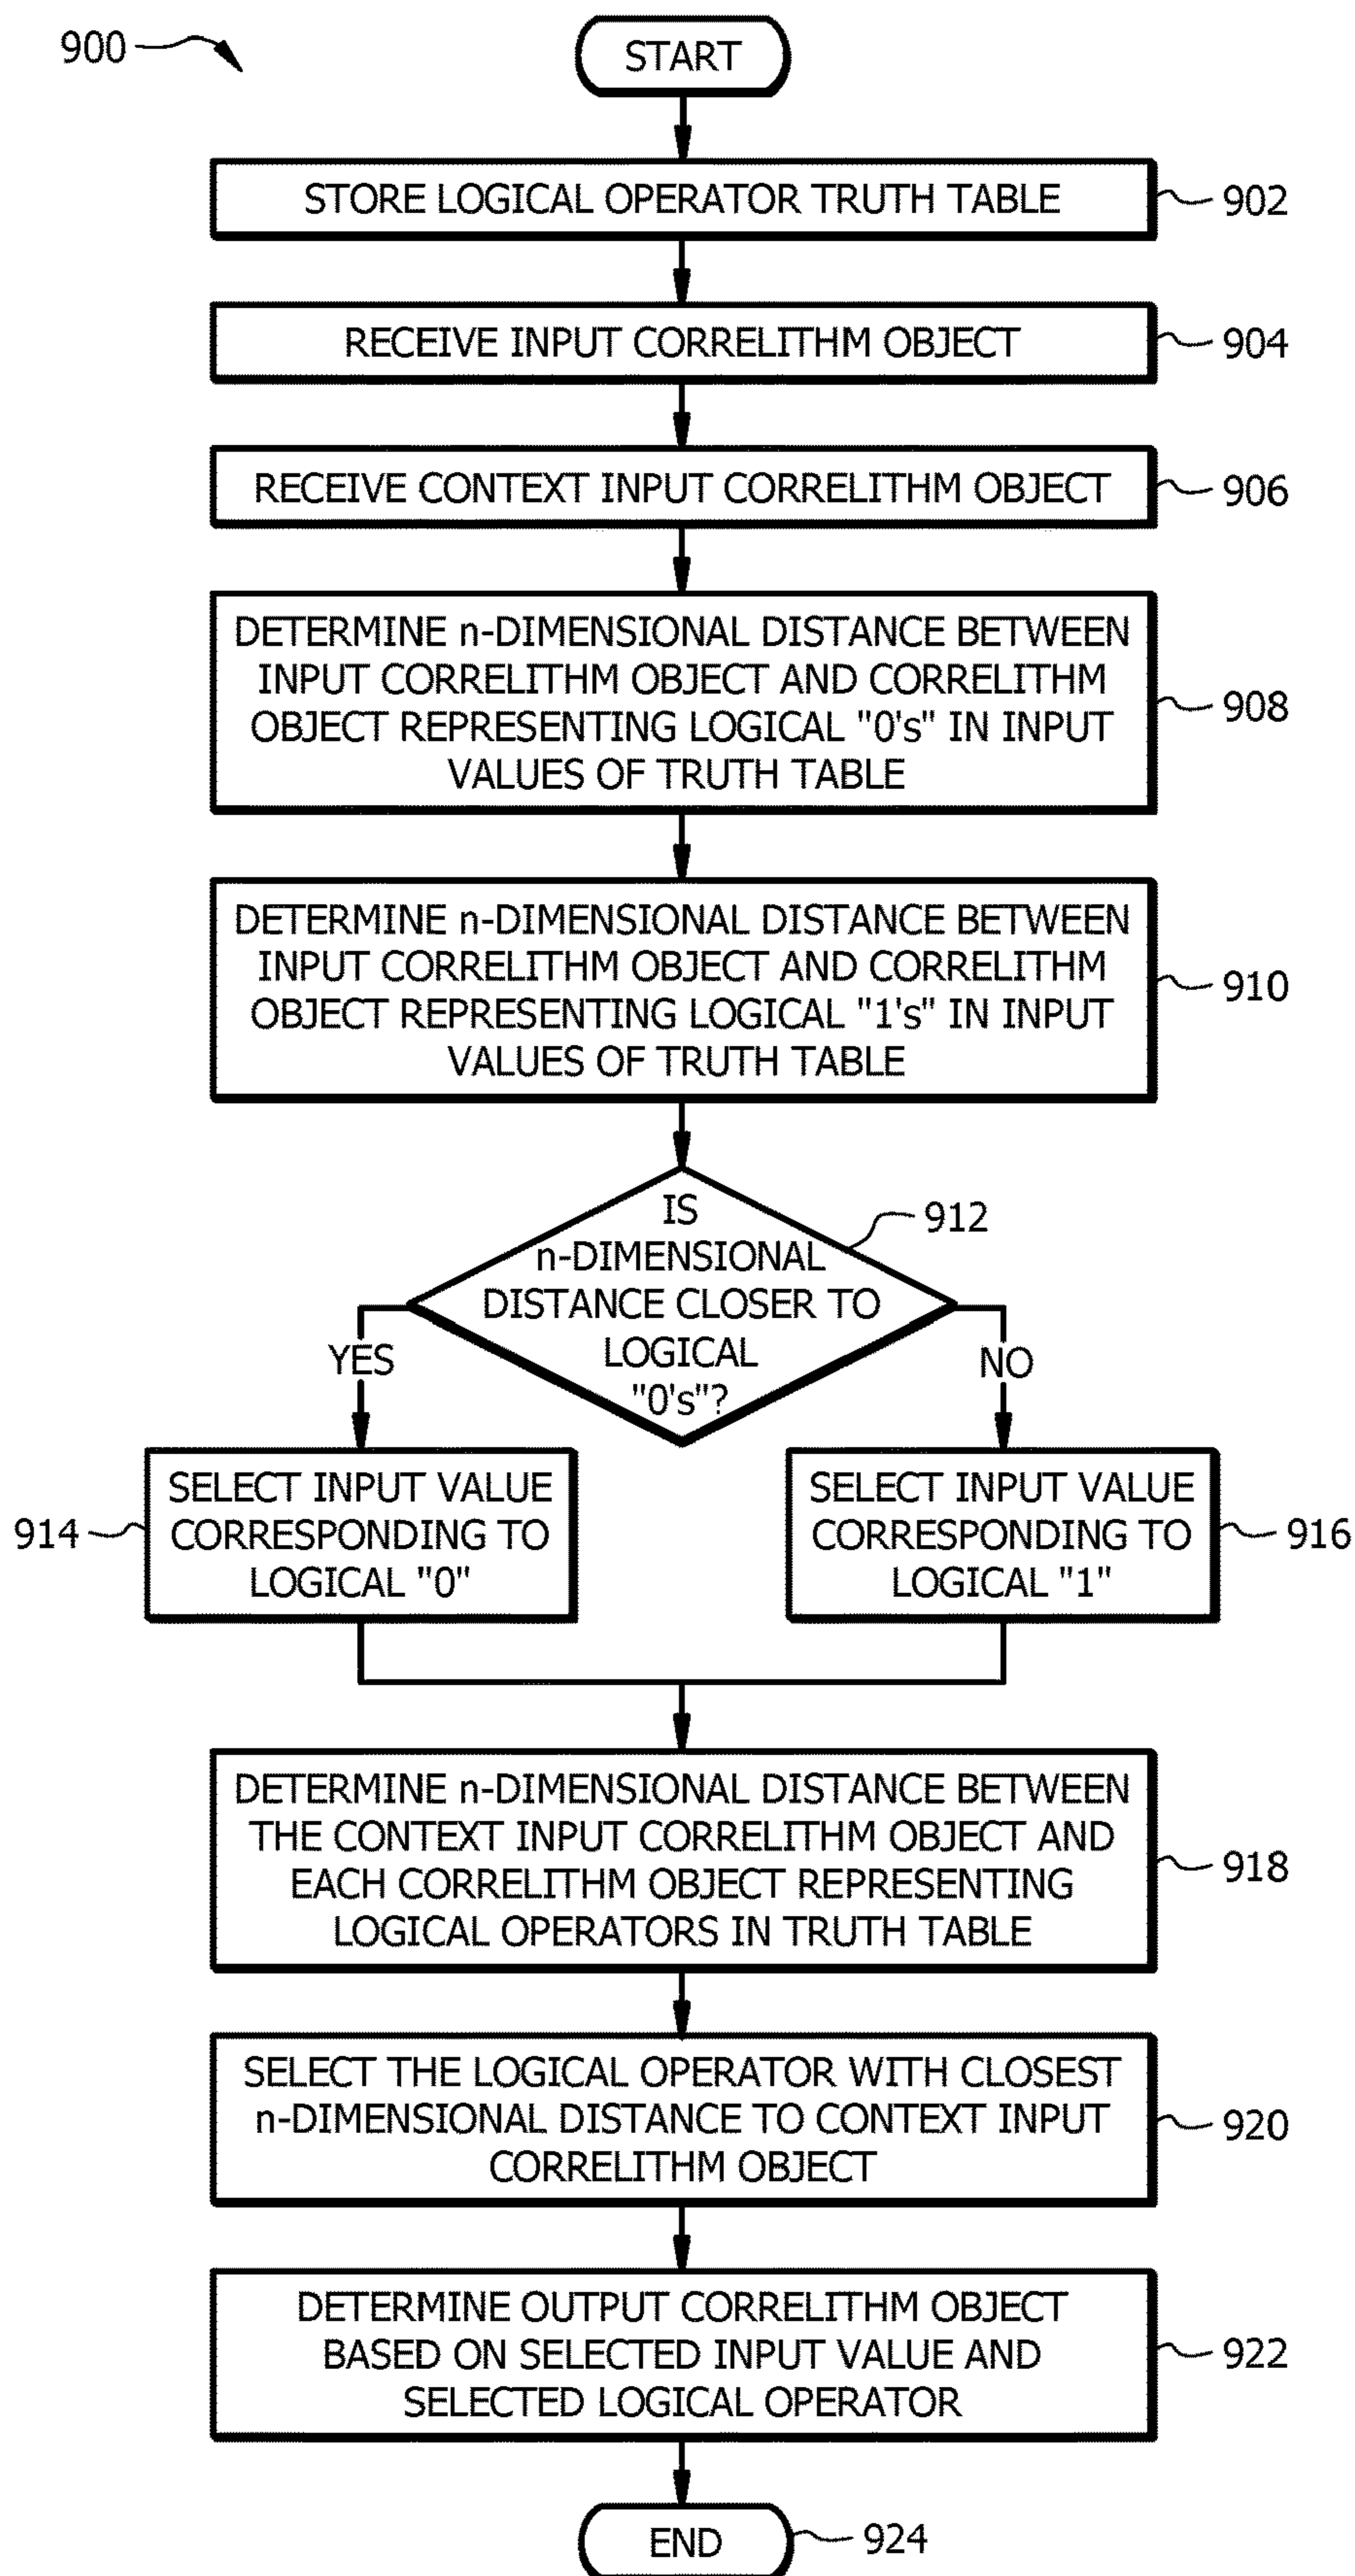 900
START
STORE LOGICAL OPERATOR TRUTH TABLE
902
RECEIVE INPUT CORRELITHM OBJECT
904
RECEIVE CONTEXT INPUT CORRELITHM OBJECT
906
DETERMINE n-DIMENSIONAL DISTANCE BETWEEN
INPUT CORRELITHM OBJECT AND CORRELITHM
OBJECT REPRESENTING LOGICAL "0's" IN INPUT
VALUES OF TRUTH TABLE
908
DETERMINE n-DIMENSIONAL DISTANCE BETWEEN
INPUT CORRELITHM OBJECT AND CORRELITHM
OBJECT REPRESENTING LOGICAL "1's" IN INPUT
VALUES OF TRUTH TABLE
910
IS
n-DIMENSIONAL
DISTANCE CLOSER TO
LOGICAL
"0's"?
912
YES
NO
SELECT INPUT VALUE
CORRESPONDING TO
LOGICAL "0"
914
SELECT INPUT VALUE
CORRESPONDING TO
LOGICAL "1"
916
DETERMINE n-DIMENSIONAL DISTANCE BETWEEN
THE CONTEXT INPUT CORRELITHM OBJECT AND
EACH CORRELITHM OBJECT REPRESENTING
LOGICAL OPERATORS IN TRUTH TABLE
918
SELECT THE LOGICAL OPERATOR WITH CLOSEST
n-DIMENSIONAL DISTANCE TO CONTEXT INPUT
CORRELITHM OBJECT
920
DETERMINE OUTPUT CORRELITHM OBJECT
BASED ON SELECTED INPUT VALUE AND
SELECTED LOGICAL OPERATOR
922
END
924